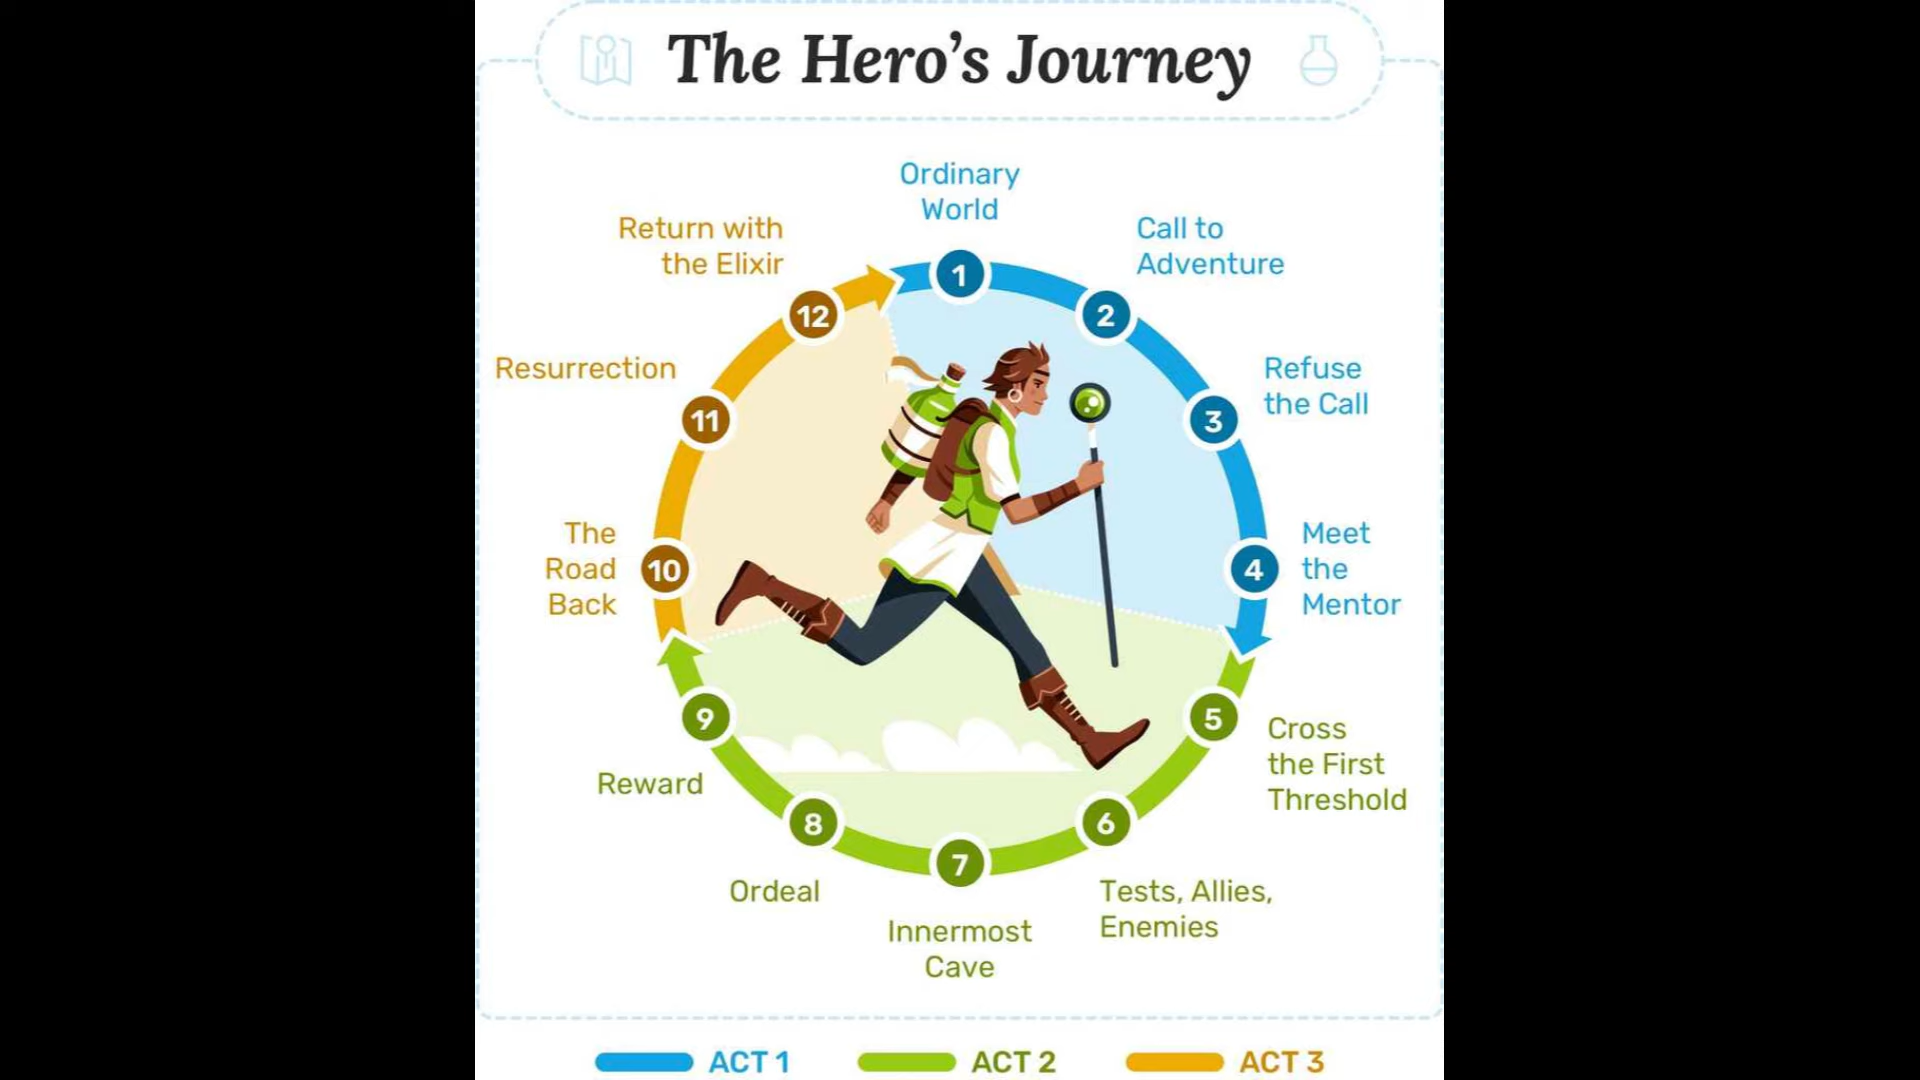 The Hero's Journey
Ordinary
World
1
Call to
Adventure
2
Refuse
the Call
3
Meet
the
Mentor
4
Cross
the First
Threshold
5
Tests, Allies,
Enemies
6
Innermost
Cave
7
Ordeal
8
Reward
9
The
Road
Back
10
Resurrection
11
Return with
the Elixir
12
ACT 1
ACT 2
ACT 3